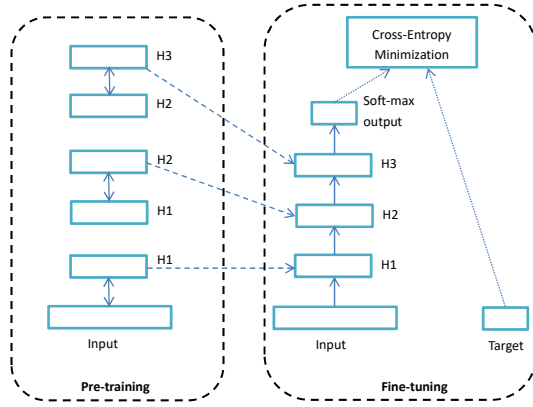 H3
H2
H2
H1
H1
Input
Pre-training
Cross-Entropy
Minimization
Soft-max
output
H3
H2
H1
Input
Target
Fine-tuning